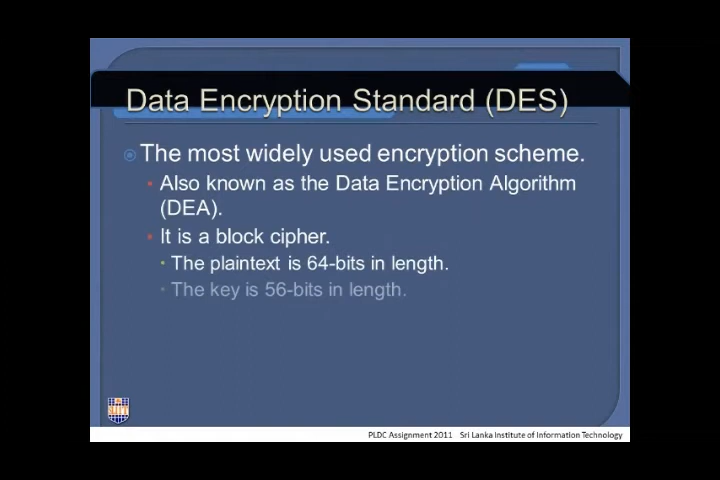 Data Encryption Standard (DES)
The most widely used encryption scheme.
Also known as the Data Encryption Algorithm
(DEA).
It is a block cipher.
The plaintext is 64-bits in length.
The key is 56-bits in length.
SLIIT
PLDC Assignment 2011 Sri Lanka Institute of Information Technology